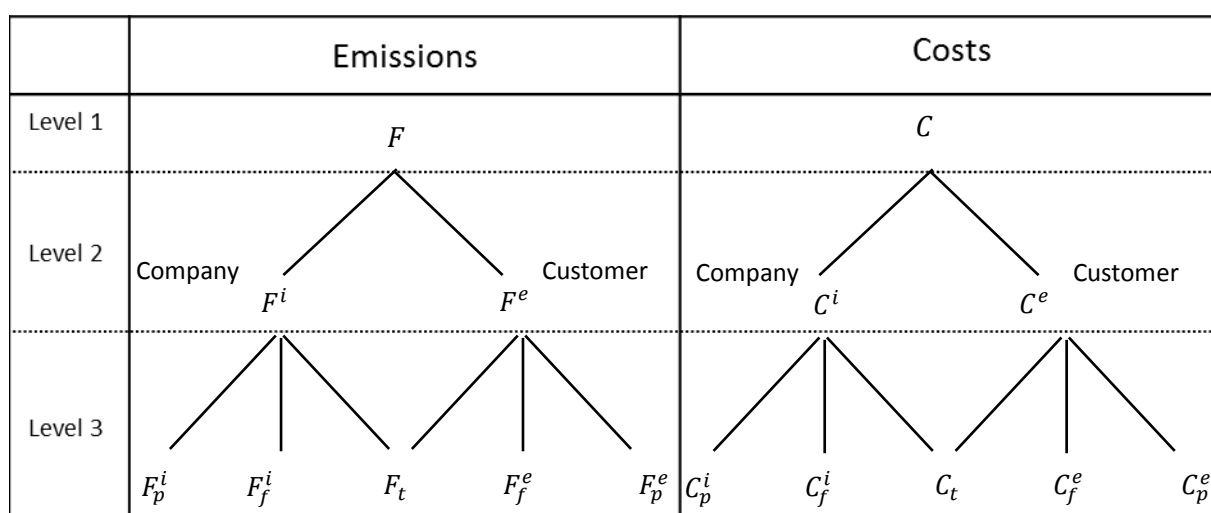 Emissions Costs
Level 1 F C
Level 2 Company Customer Company Customer
F^i F^e C^i C^e
Level 3
F_p^i F_f^i F_t F_f^e F_p^e C_p^i C_f^i C_t C_f^e C_p^e